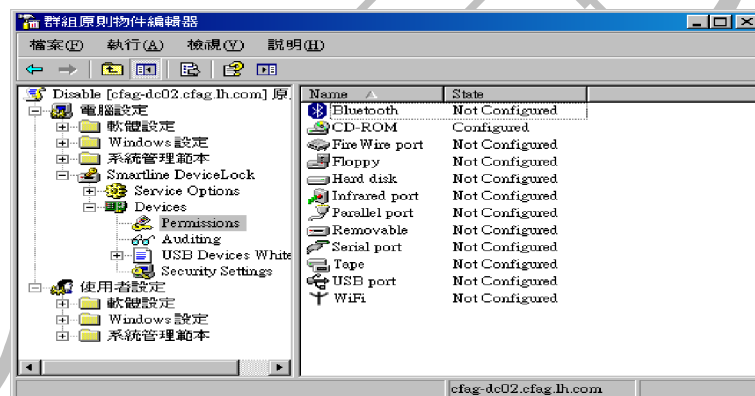 群組原則物件編輯器
檔案(F) 執行(A) 檢視(V) 説明(H)
Disable [cfag-dc02.cfag.lh.com] 原
電腦設定
軟體設定
Windows 設定
系統管理範本
Smartline DeviceLock
Service Options
Devices
Permissions
Auditing
USB Devices White
Security Settings
使用者設定
軟體設定
Windows 設定
系統管理範本
Name State
Bluetooth Not Configured
CD-ROM Configured
FireWire port Not Configured
Floppy Not Configured
Hard disk Not Configured
Infrared port Not Configured
Parallel port Not Configured
Removable Not Configured
Serial port Not Configured
Tape Not Configured
USB port Not Configured
WiFi Not Configured
cfag-dc02.cfag.lh.com